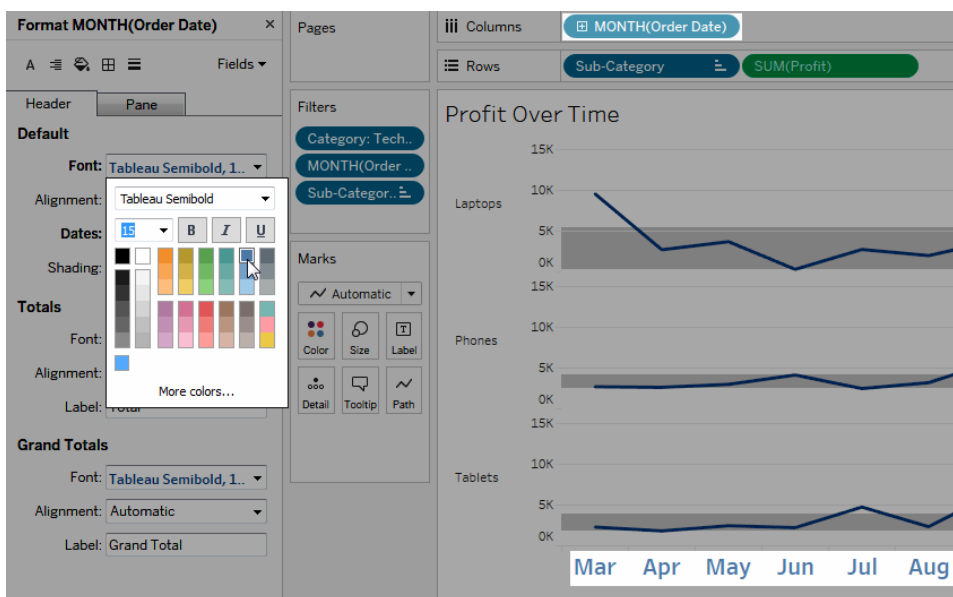 Format MONTH(Order Date) ×
A Fields
Header Pane
Default
Font: Tableau Semibold, 1..
Alignment:
Tableau Semibold
Dates: 15 B I U
Shading:
Totals
Font:
Alignment:
More colors...
Label: Total
Grand Totals
Font: Tableau Semibold, 1..
Alignment: Automatic
Label: Grand Total
Pages
Filters
Category: Tech..
MONTH(Order ..
Sub-Categor..
Marks
Automatic
Color Size T Label
Detail Tooltip Path
iii Columns MONTH(Order Date)
Rows Sub-Category SUM(Profit)
Profit Over Time
15K
10K
Laptops
5K
0K
15K
10K
Phones
5K
0K
15K
10K
Tablets
5K
0K
Mar Apr May Jun Jul Aug